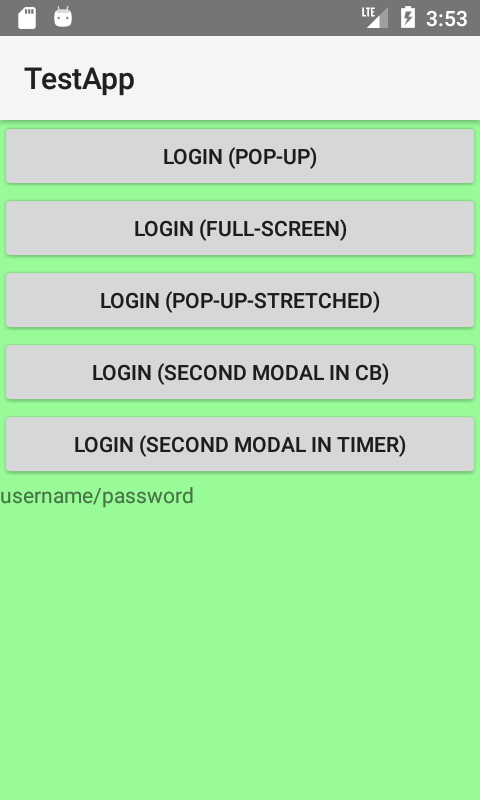 LTE 3:53
TestApp
LOGIN (POP-UP)
LOGIN (FULL-SCREEN)
LOGIN (POP-UP-STRETCHED)
LOGIN (SECOND MODAL IN CB)
LOGIN (SECOND MODAL IN TIMER)
username/password